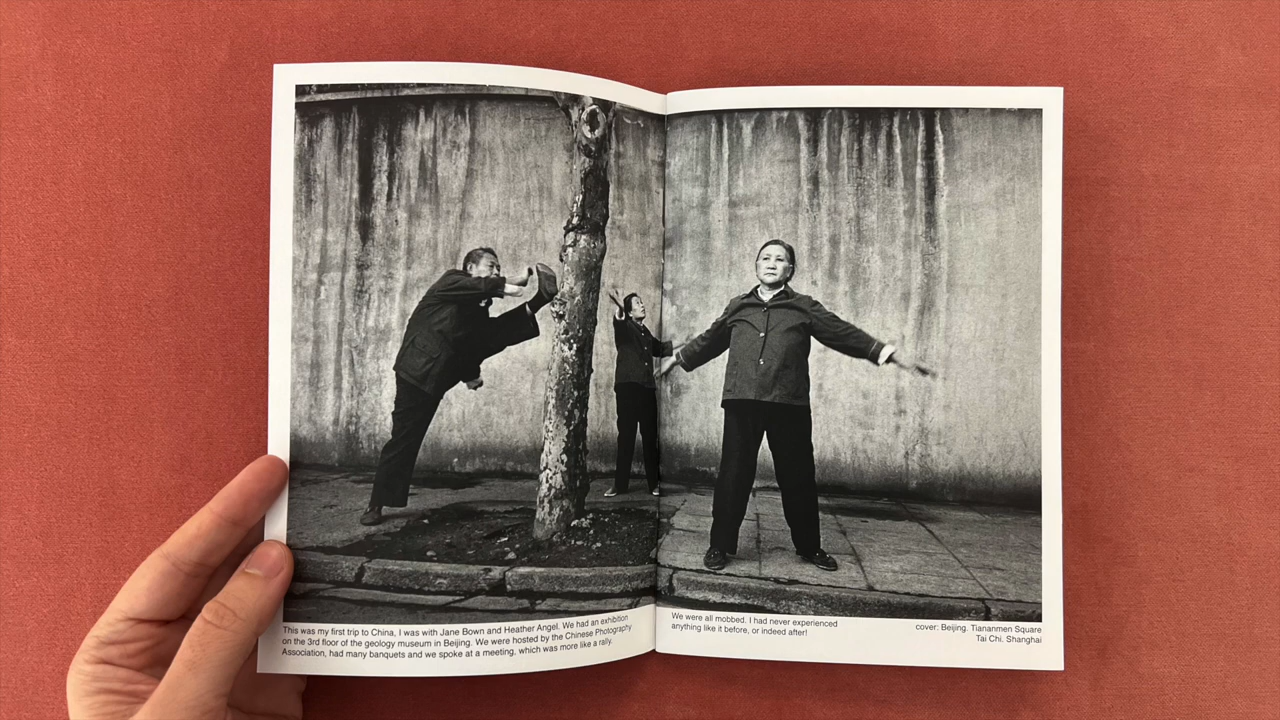 This was my first trip to China, I was with Jane Bown and Heather Angel. We had an exhibition
on the 3rd floor of the geology museum in Beijing. We were hosted by the Chinese Photography
Association, had many banquets and we spoke at a meeting, which was more like a rally.
We were all mobbed. I had never experienced
anything like it before, or indeed after!
cover: Beijing. Tiananmen Square
Tai Chi. Shanghai